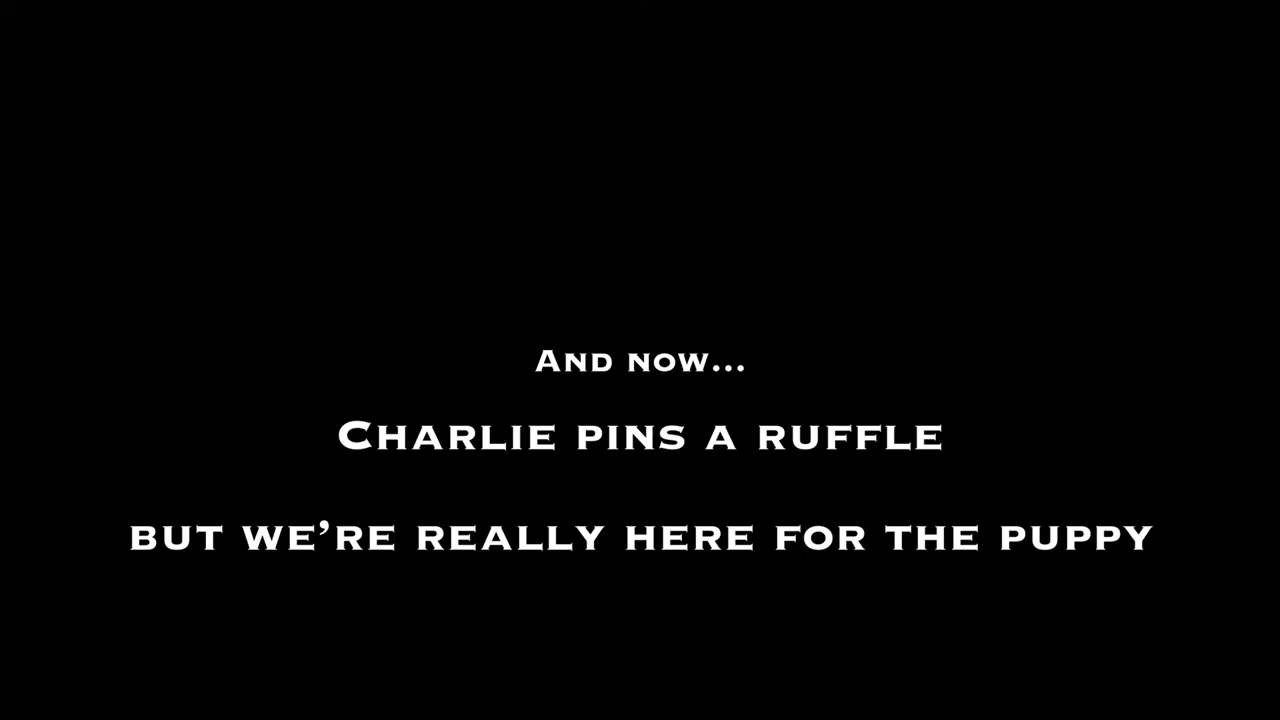 And now...
Charlie pins a ruffle
but we’re really here for the puppy